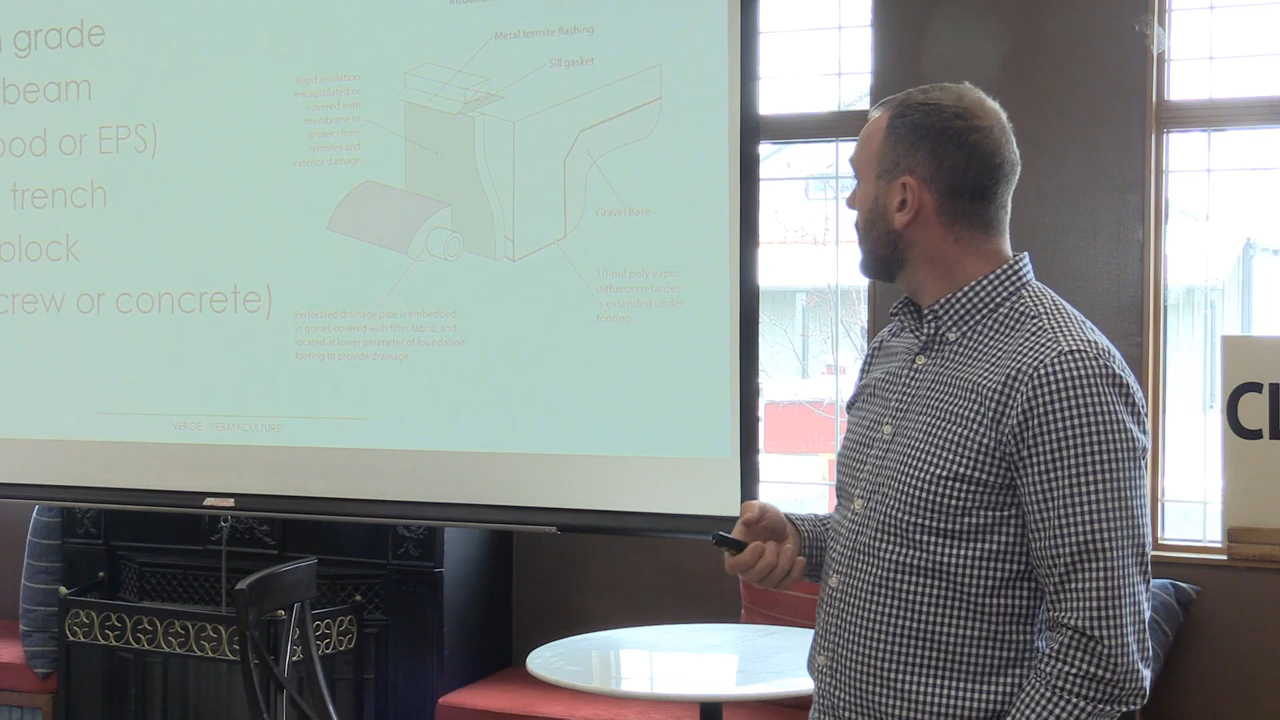 grade
beam
ood or EPS)
trench
block
crew or concrete)
Metal termite flashing
Sill gasket
Rigid insulation
encapsulated or
covered with
membrane to
protect from
termites and
exterior damage
Gravel Base
10-mil poly vapor
diffusion retarder
is extended under
footing
Perforated drainage pipe is embedded
in gravel, covered with filter fabric, and
located at lower perimeter of foundation
footing to provide drainage
VERGE PERMACULTURE
CL